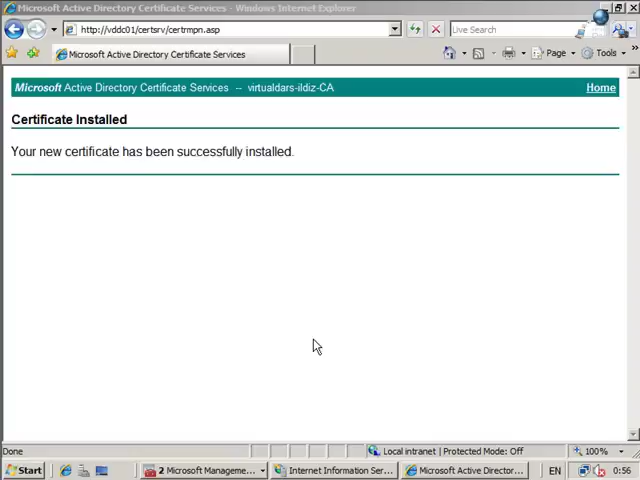 Microsoft Active Directory Certificate Services - Windows Internet Explorer
http://vddc01/certsrv/certrmpn.asp
Live Search
Microsoft Active Directory Certificate Services
Page
Tools
Microsoft Active Directory Certificate Services -- virtualdars-ildiz-CA
Home
Certificate Installed
Your new certificate has been successfully installed.
Done
Local intranet | Protected Mode: Off
100%
Start
2 Microsoft Manageme...
Internet Information Ser...
Microsoft Active Director...
EN
0:56